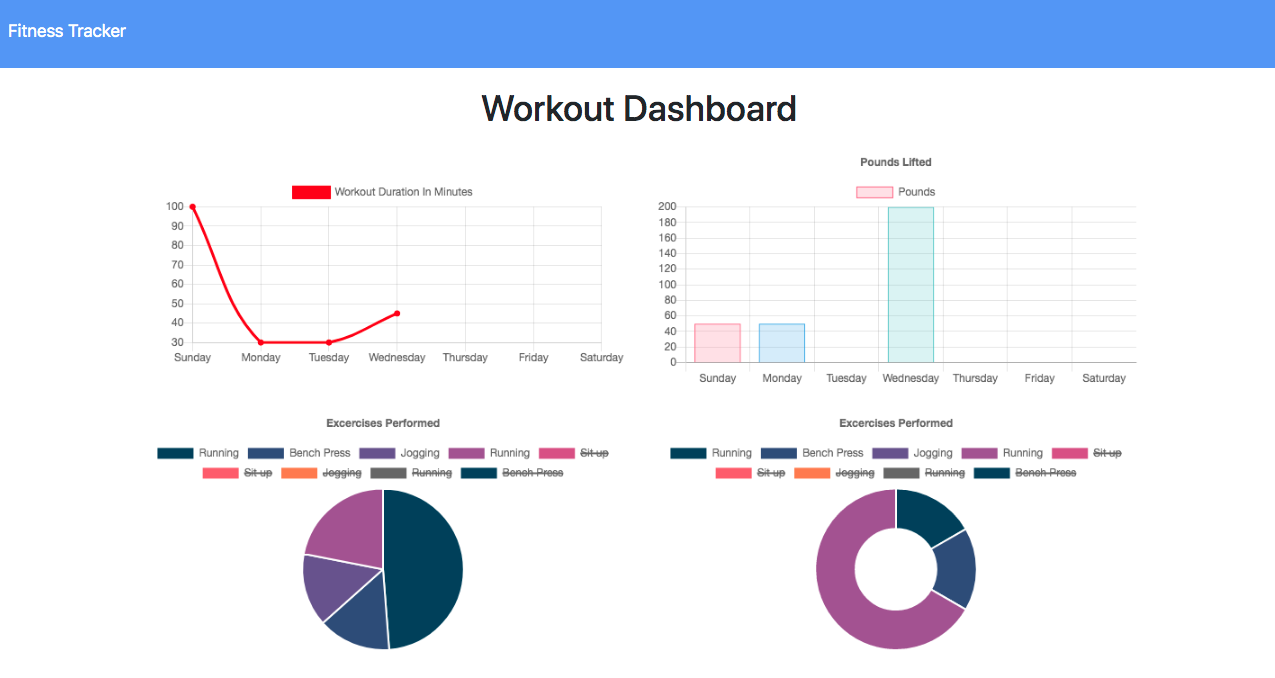 Fitness Tracker
Workout Dashboard
Workout Duration In Minutes
100
90
80
70
60
50
40
30
Sunday Monday Tuesday Wednesday Thursday Friday Saturday
Pounds Lifted
Pounds
200
180
160
140
120
100
80
60
40
20
0
Sunday Monday Tuesday Wednesday Thursday Friday Saturday
Excercises Performed
Running Bench Press Jogging Running Sit up
Sit up Jogging Running Bench Press
Excercises Performed
Running Bench Press Jogging Running Sit up
Sit up Jogging Running Bench Press